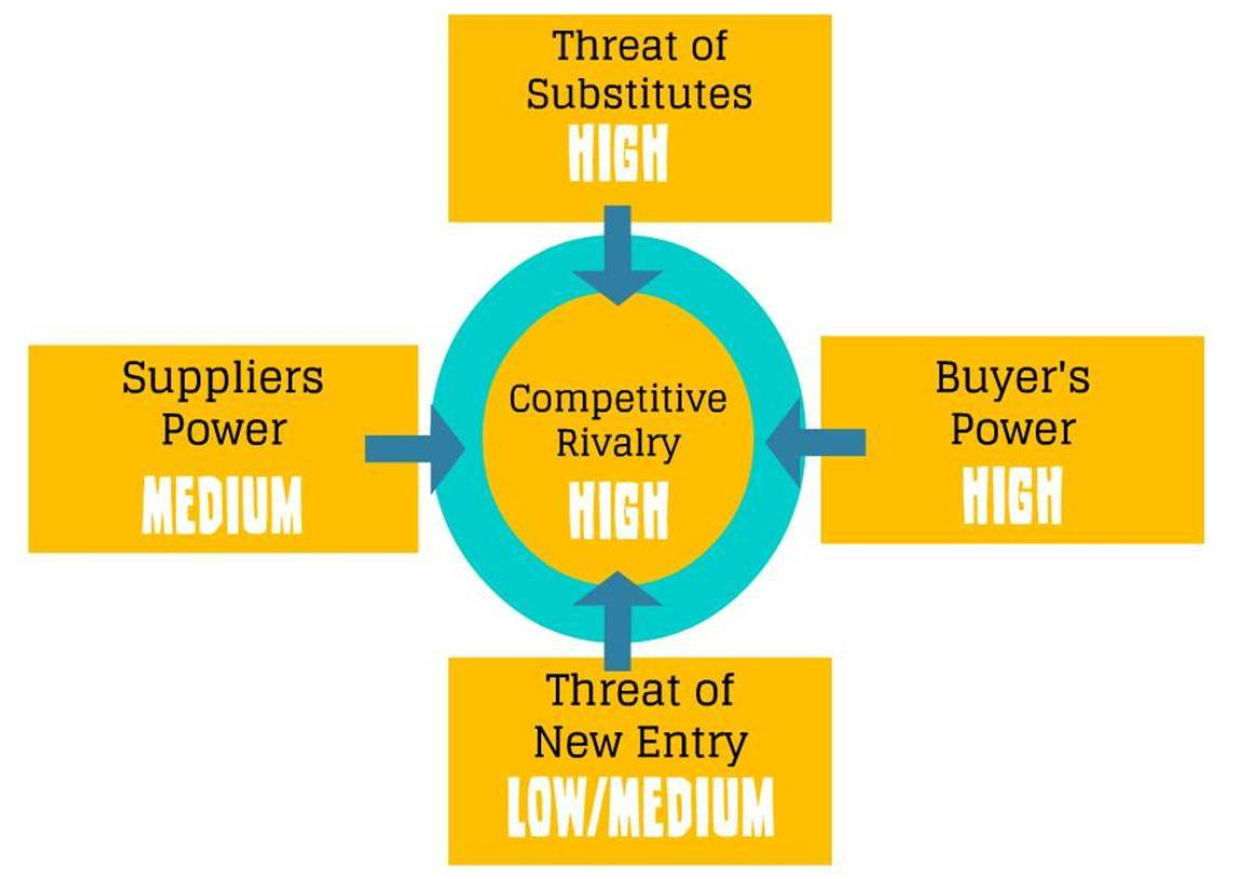 Threat of
Substitutes
HIGH
Suppliers
Power
MEDIUM
Competitive
Rivalry
HIGH
Buyer's
Power
HIGH
Threat of
New Entry
LOW/MEDIUM